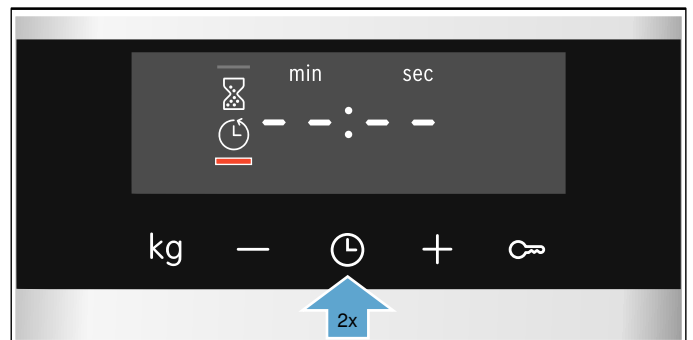 min sec
--:--
kg − +
2x